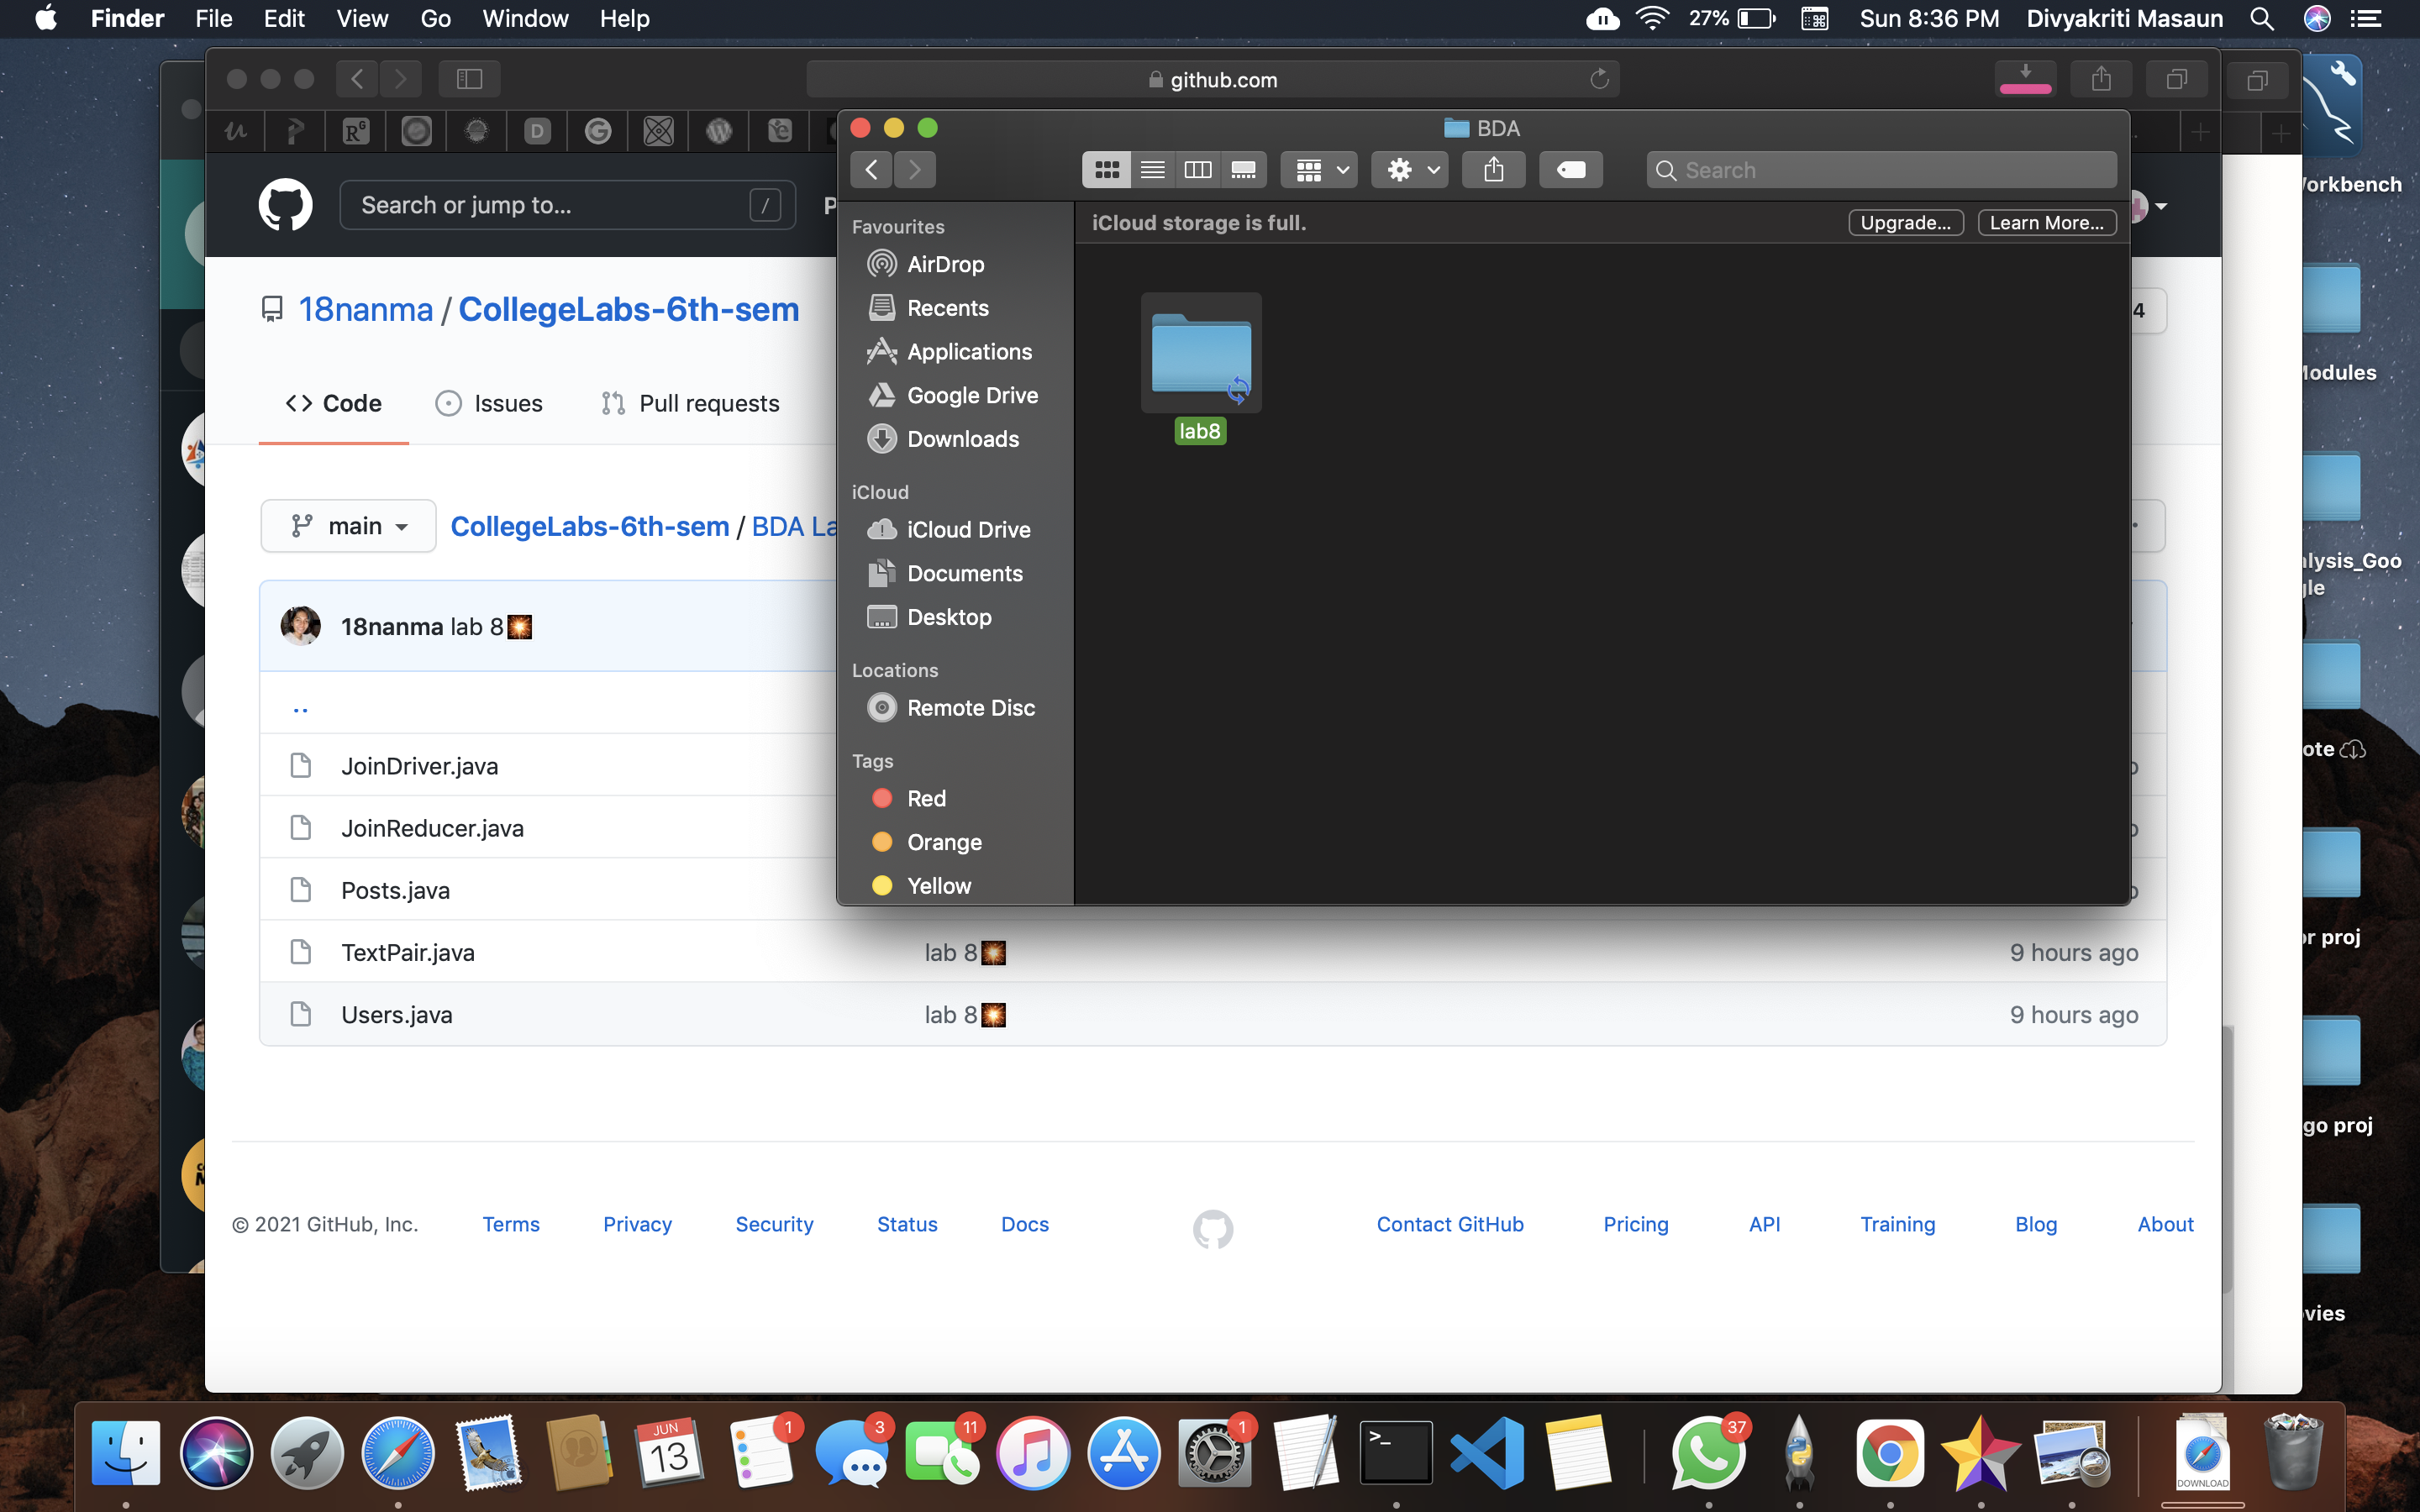 Finder File Edit View Go Window Help 27% Sun 8:36 PM Divyakriti Masaun
github.com
BDA
Search or jump to... /
Search
iCloud storage is full. Upgrade... Learn More...
Favourites
AirDrop
Recents
Applications
Google Drive
Downloads
iCloud
iCloud Drive
Documents
Desktop
Locations
Remote Disc
Tags
Red
Orange
Yellow
lab8
18nanma / CollegeLabs-6th-sem
4
Code Issues Pull requests
main CollegeLabs-6th-sem / BDA La
18nanma lab 8💥
..
JoinDriver.java
JoinReducer.java
Posts.java
TextPair.java lab 8💥 9 hours ago
Users.java lab 8💥 9 hours ago
© 2021 GitHub, Inc. Terms Privacy Security Status Docs Contact GitHub Pricing API Training Blog About
orkbench
odules
alysis_Goo
gle
ote
or proj
go proj
vies
JUN
13
1
3
11
1
>_
37
DOWNLOAD